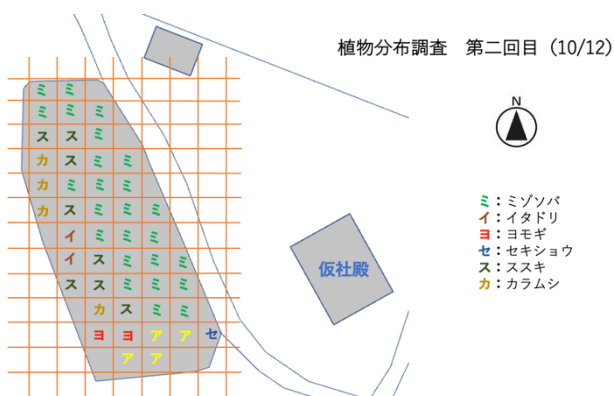 植物分布調査　第二回目（10/12）
N
ミ ミ
ミ ミ ミ
ス ス ミ
カ ス ミ ミ
カ ミ ミ ミ
カ ス ミ ミ ミ
イ ミ ミ ミ
イ ス ミ ミ ミ
ス ス ミ ミ ミ
カ ス ミ ミ
ヨ ヨ ア ア セ
ア ア
仮社殿
ミ：ミゾソバ
イ：イタドリ
ヨ：ヨモギ
セ：セキショウ
ス：ススキ
カ：カラムシ